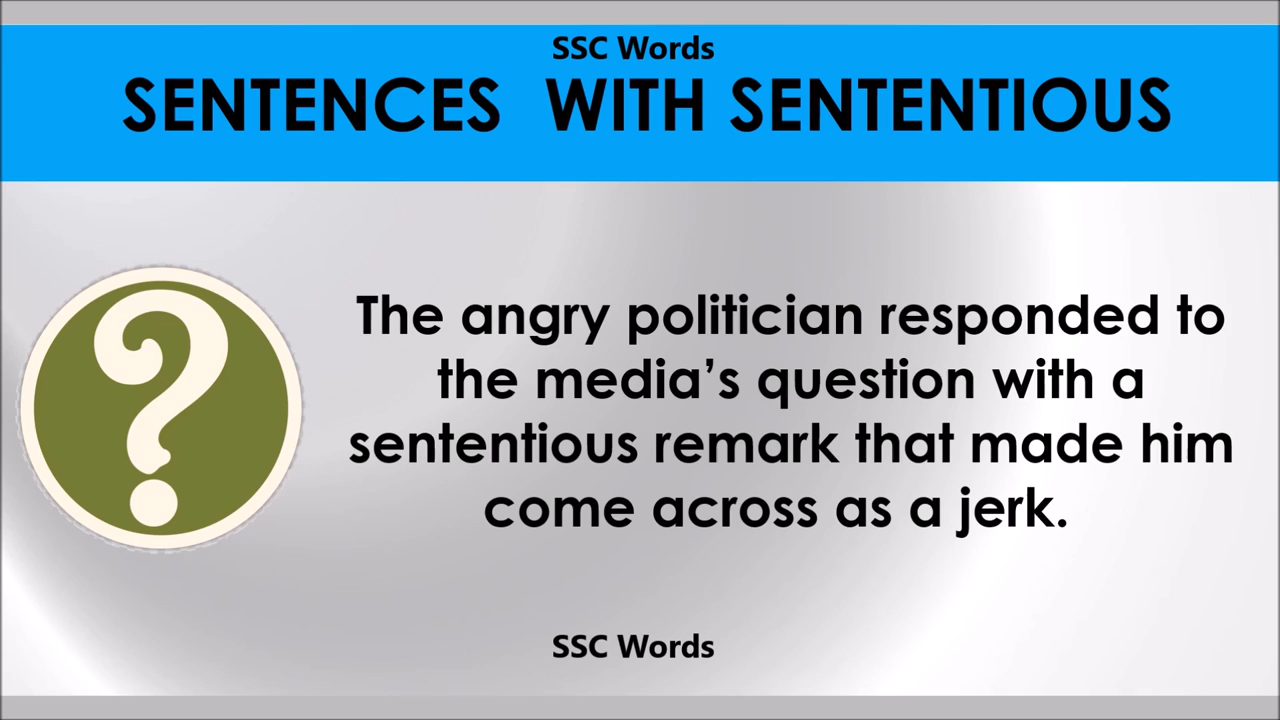 SSC Words
SENTENCES WITH SENTENTIOUS
The angry politician responded to
the media’s question with a
sententious remark that made him
come across as a jerk.
SSC Words